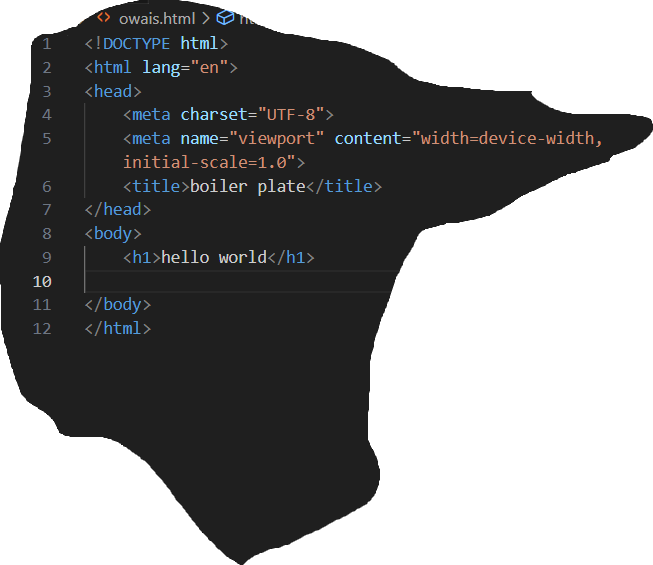 <> owais.html >
1 <!DOCTYPE html>
2 <html lang="en">
3 <head>
4 <meta charset="UTF-8">
5 <meta name="viewport" content="width=device-width,
initial-scale=1.0">
6 <title>boiler plate</title>
7 </head>
8 <body>
9 <h1>hello world</h1>
10
11 </body>
12 </html>